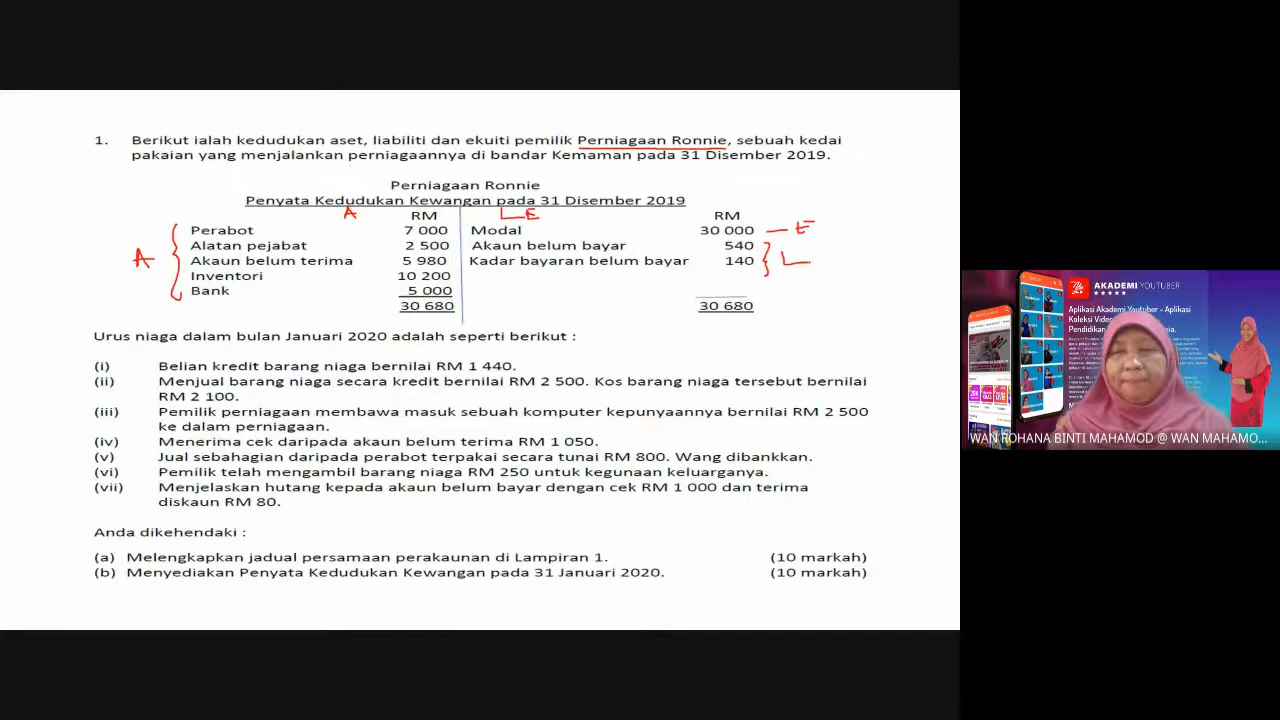 1. Berikut ialah kedudukan aset, liabiliti dan ekuiti pemilik Perniagaan Ronnie, sebuah kedai
pakaian yang menjalankan perniagaannya di bandar Kemaman pada 31 Disember 2019.
Perniagaan Ronnie
Penyata Kedudukan Kewangan pada 31 Disember 2019
A LE
RM RM
Perabot 7 000 Modal 30 000 — E
Alatan pejabat 2 500 Akaun belum bayar 540
A Akaun belum terima 5 980 Kadar bayaran belum bayar 140 L
Inventori 10 200
Bank 5 000
30 680 30 680
Urus niaga dalam bulan Januari 2020 adalah seperti berikut :
(i) Belian kredit barang niaga bernilai RM 1 440.
(ii) Menjual barang niaga secara kredit bernilai RM 2 500. Kos barang niaga tersebut bernilai
RM 2 100.
(iii) Pemilik perniagaan membawa masuk sebuah komputer kepunyaannya bernilai RM 2 500
ke dalam perniagaan.
(iv) Menerima cek daripada akaun belum terima RM 1 050.
(v) Jual sebahagian daripada perabot terpakai secara tunai RM 800. Wang dibankkan.
(vi) Pemilik telah mengambil barang niaga RM 250 untuk kegunaan keluarganya.
(vii) Menjelaskan hutang kepada akaun belum bayar dengan cek RM 1 000 dan terima
diskaun RM 80.
Anda dikehendaki :
(a) Melengkapkan jadual persamaan perakaunan di Lampiran 1. (10 markah)
(b) Menyediakan Penyata Kedudukan Kewangan pada 31 Januari 2020. (10 markah)
AKADEMI YOUTUBER
Aplikasi Akademi Youtuber - Aplikasi
Koleksi Video
Pendidikan
WAN ROHANA BINTI MAHAMOD @ WAN MAHAMO...